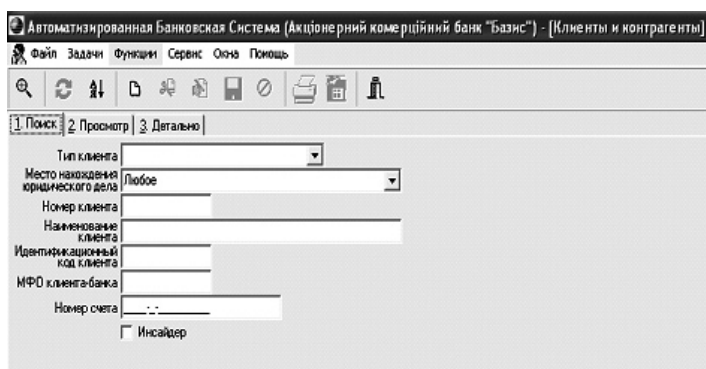 Автоматизированная Банковская Система (Акціонерний комерційний банк "Базис") - [Клиенты и контрагенты]
Файл Задачи Функции Сервис Окна Помощь
1. Поиск 2. Просмотр 3. Детально
Тип клиента
Место нахождения юридического дела Любое
Номер клиента
Наименование клиента
Идентификационный код клиента
МФО клиента-банка
Номер счета
Инсайдер